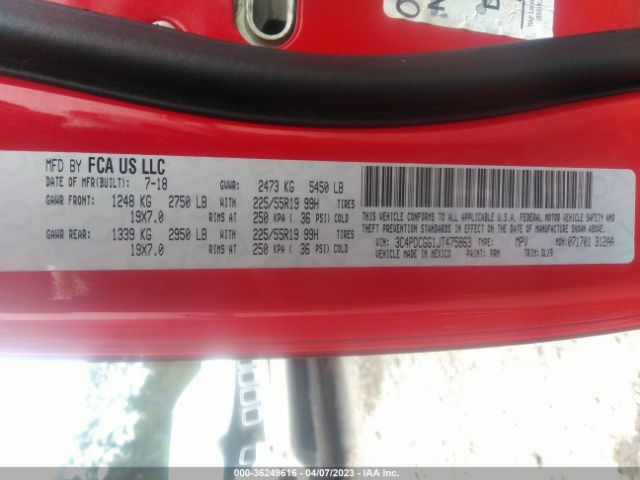 MFD BY FCA US LLC
DATE OF MFR(BUILT): 7-18 GVWR: 2473 KG 5450 LB
GAWR FRONT: 1248 KG 2750 LB WITH 225/55R19 99H TIRES
19X7.0 RIMS AT 250 KPA ( 36 PSI) COLD
GAWR REAR: 1339 KG 2950 LB WITH 225/55R19 99H TIRES
19X7.0 RIMS AT 250 KPA ( 36 PSI) COLD
THIS VEHICLE CONFORMS TO ALL APPLICABLE U.S.A. FEDERAL MOTOR VEHICLE SAFETY AND
THEFT PREVENTION STANDARDS IN EFFECT ON THE DATE OF MANUFACTURE SHOWN ABOVE.
VIN: 3C4PDCGG1JT475863 TYPE: MPV MDH: 071701 312AA
VEHICLE MADE IN MEXICO PAINT: PRM TRIM: DLX9
000-36249616 - 04/07/2023 - IAA Inc.